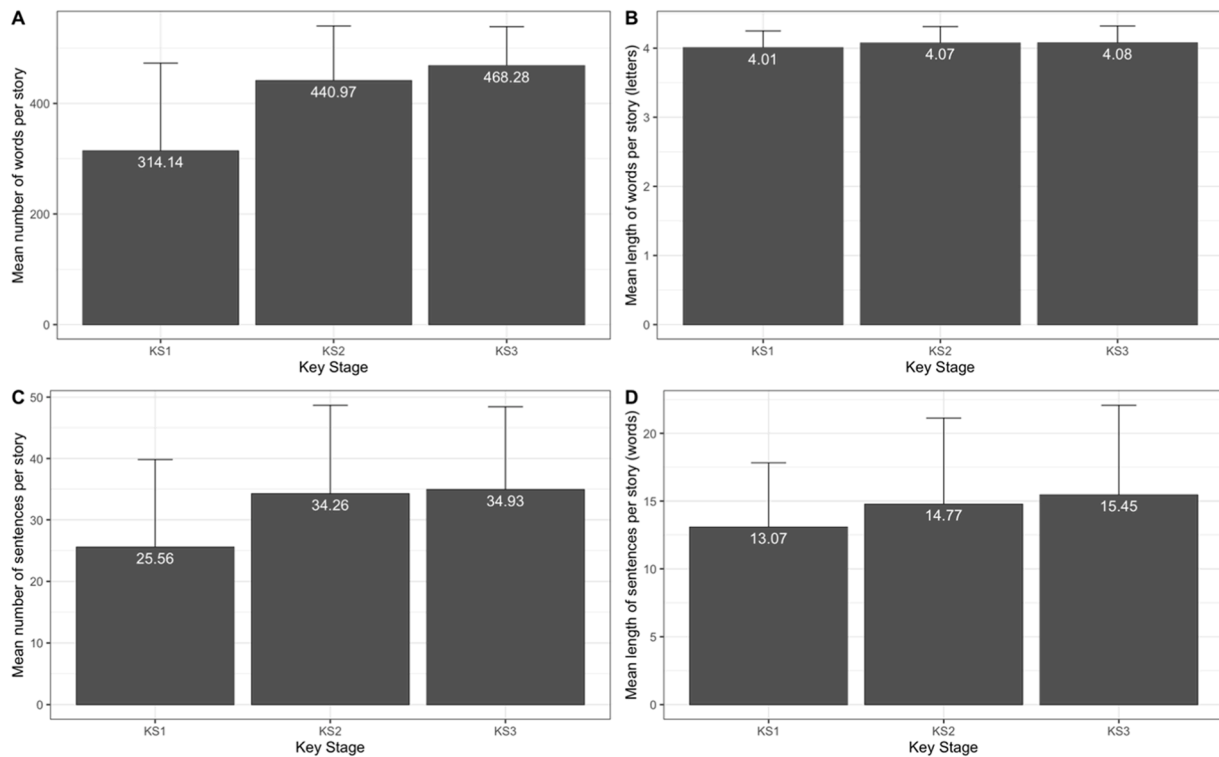 A
Mean number of words per story
400
200
0
314.14
440.97
468.28
KS1 KS2 KS3
Key Stage
B
Mean length of words per story (letters)
4
3
2
1
0
4.01
4.07
4.08
KS1 KS2 KS3
Key Stage
C
Mean number of sentences per story
50
40
30
20
10
0
25.56
34.26
34.93
KS1 KS2 KS3
Key Stage
D
Mean length of sentences per story (words)
20
15
10
5
0
13.07
14.77
15.45
KS1 KS2 KS3
Key Stage